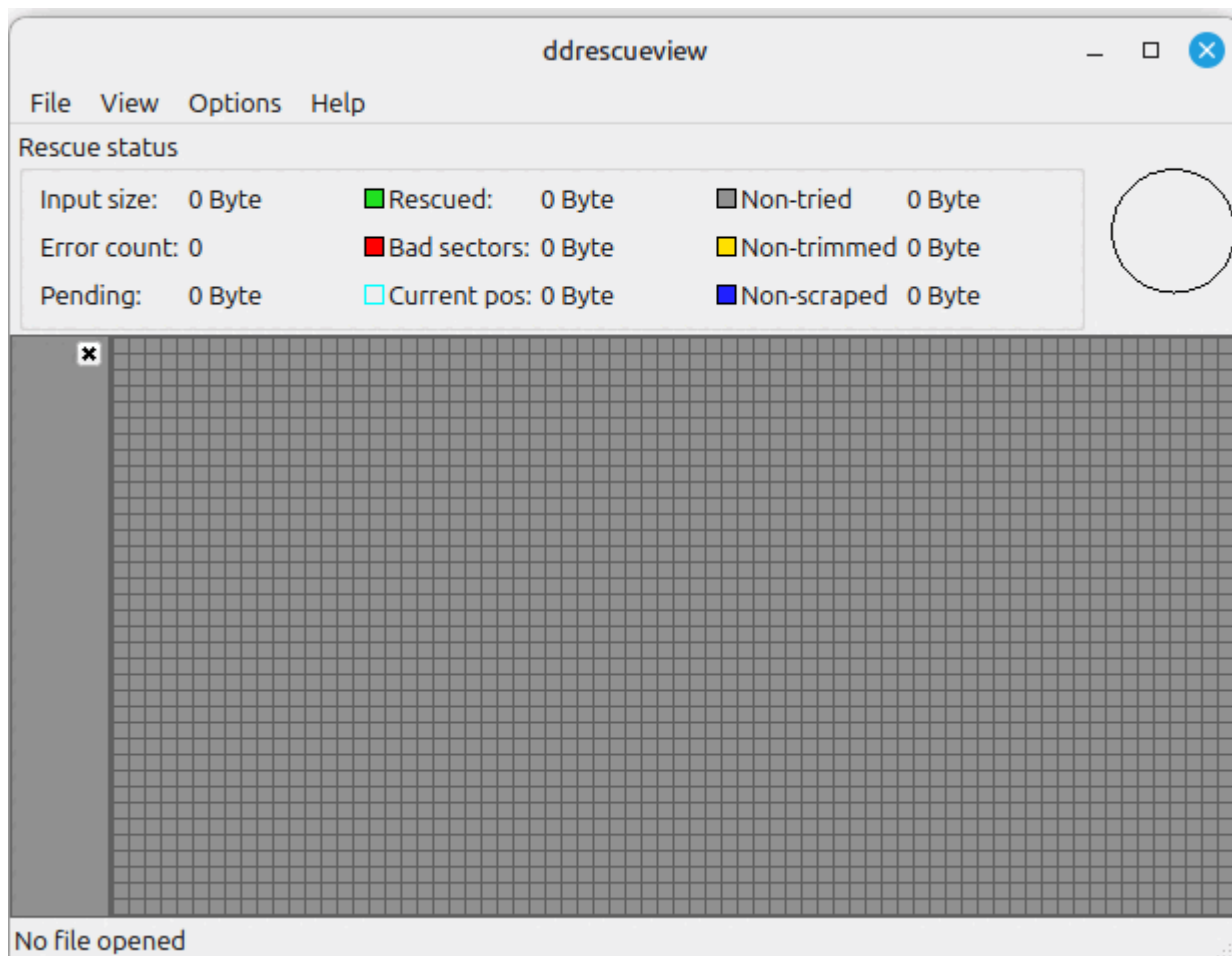 ddrescueview
File View Options Help
Rescue status
Input size: 0 Byte Rescued: 0 Byte Non-tried 0 Byte
Error count: 0 Bad sectors: 0 Byte Non-trimmed 0 Byte
Pending: 0 Byte Current pos: 0 Byte Non-scraped 0 Byte
No file opened